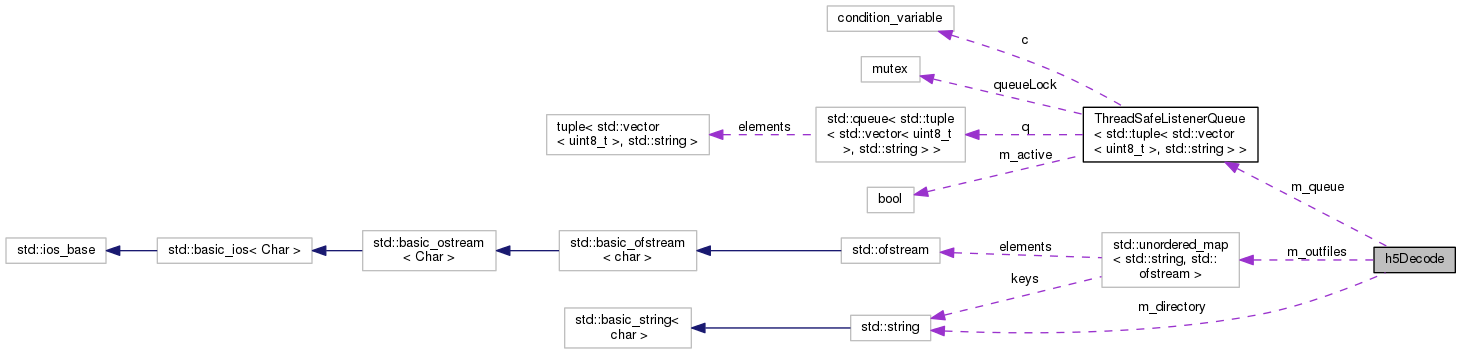 condition_variable
c
mutex
queueLock
ThreadSafeListenerQueue
< std::tuple< std::vector
< uint8_t >, std::string > >
tuple< std::vector
< uint8_t >, std::string >
elements
std::queue< std::tuple
< std::vector< uint8_t
>, std::string > >
q
m_active
bool
m_queue
std::ios_base
std::basic_ios< Char >
std::basic_ostream
< Char >
std::basic_ofstream
< char >
std::ofstream
elements
std::unordered_map
< std::string, std::
ofstream >
m_outfiles
h5Decode
keys
m_directory
std::basic_string<
char >
std::string